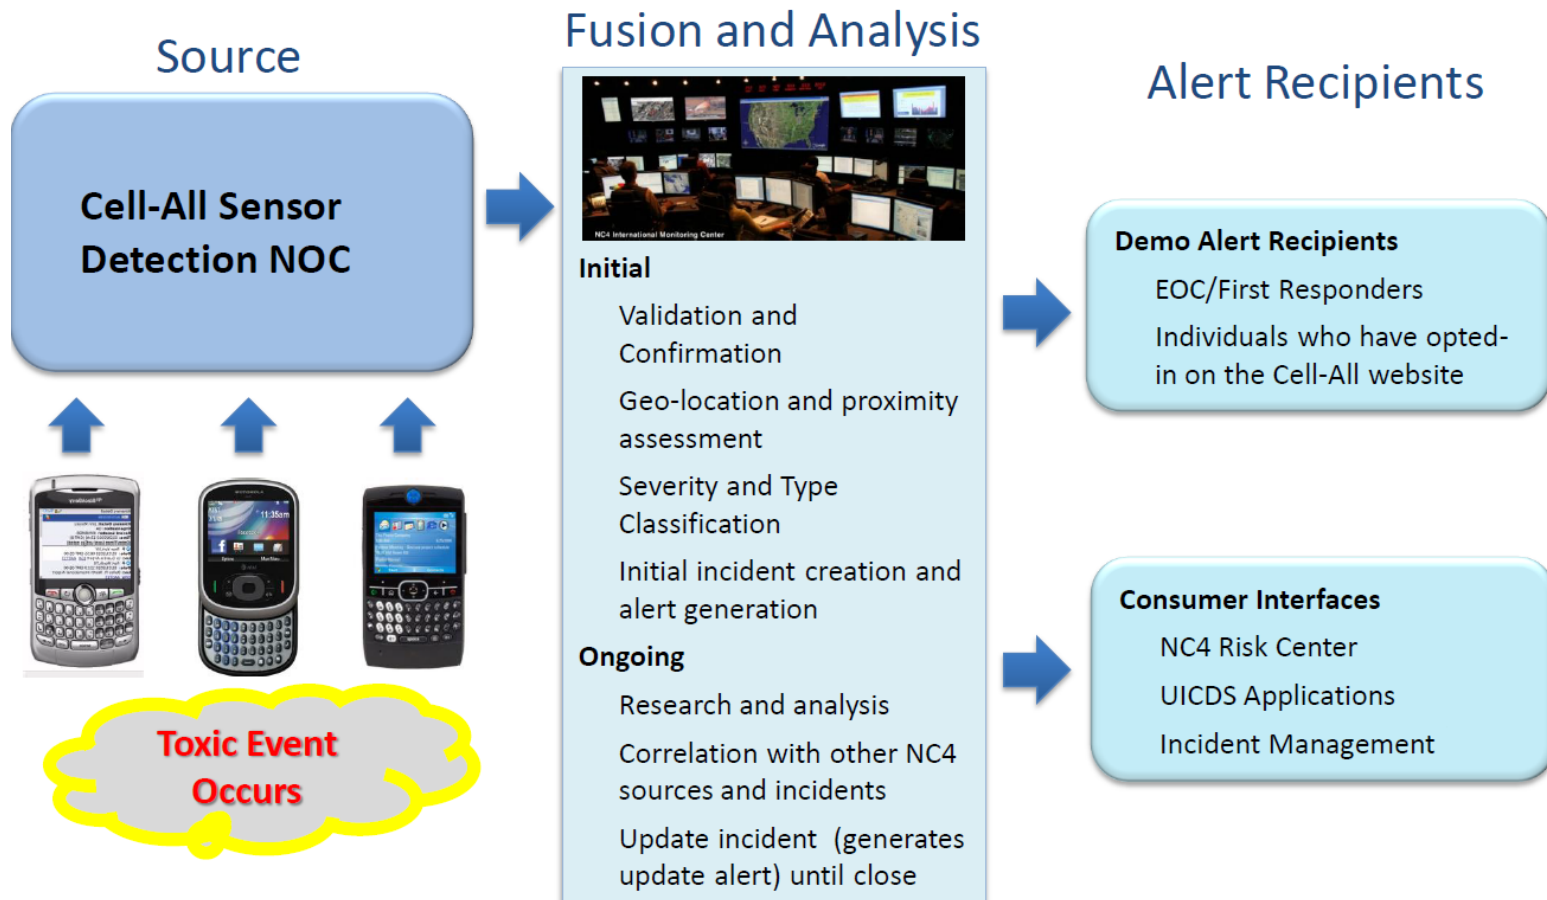 Source
Fusion and Analysis
Alert Recipients
Cell-All Sensor
Detection NOC
Toxic Event
Occurs
MOTOROLA
11:35am
NC4 International Monitoring Center
Initial
Validation and
Confirmation
Geo-location and proximity
assessment
Severity and Type
Classification
Initial incident creation and
alert generation
Ongoing
Research and analysis
Correlation with other NC4
sources and incidents
Update incident (generates
update alert) until close
Demo Alert Recipients
EOC/First Responders
Individuals who have opted-
in on the Cell-All website
Consumer Interfaces
NC4 Risk Center
UICDS Applications
Incident Management